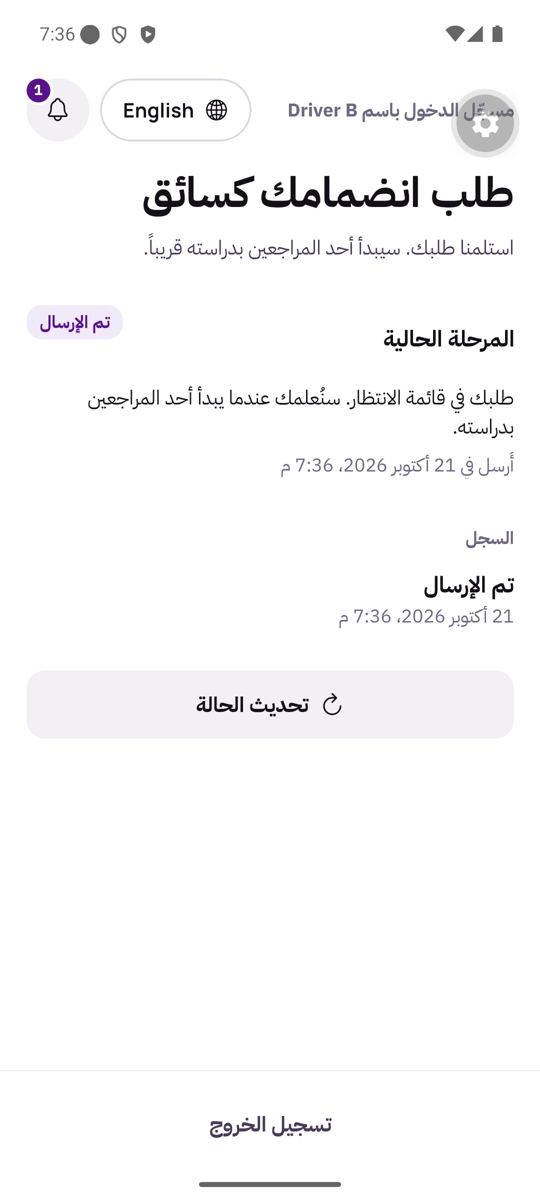 7:36
مسجّل الدخول باسم Driver B
English
1
طلب انضمامك كسائق
استلمنا طلبك. سيبدأ أحد المراجعين بدراسته قريباً.
تم الإرسال
المرحلة الحالية
طلبك في قائمة الانتظار. سنُعلمك عندما يبدأ أحد المراجعين
بدراسته.
أُرسل في 21 أكتوبر 2026، 7:36 م
السجل
تم الإرسال
21 أكتوبر 2026، 7:36 م
تحديث الحالة
تسجيل الخروج